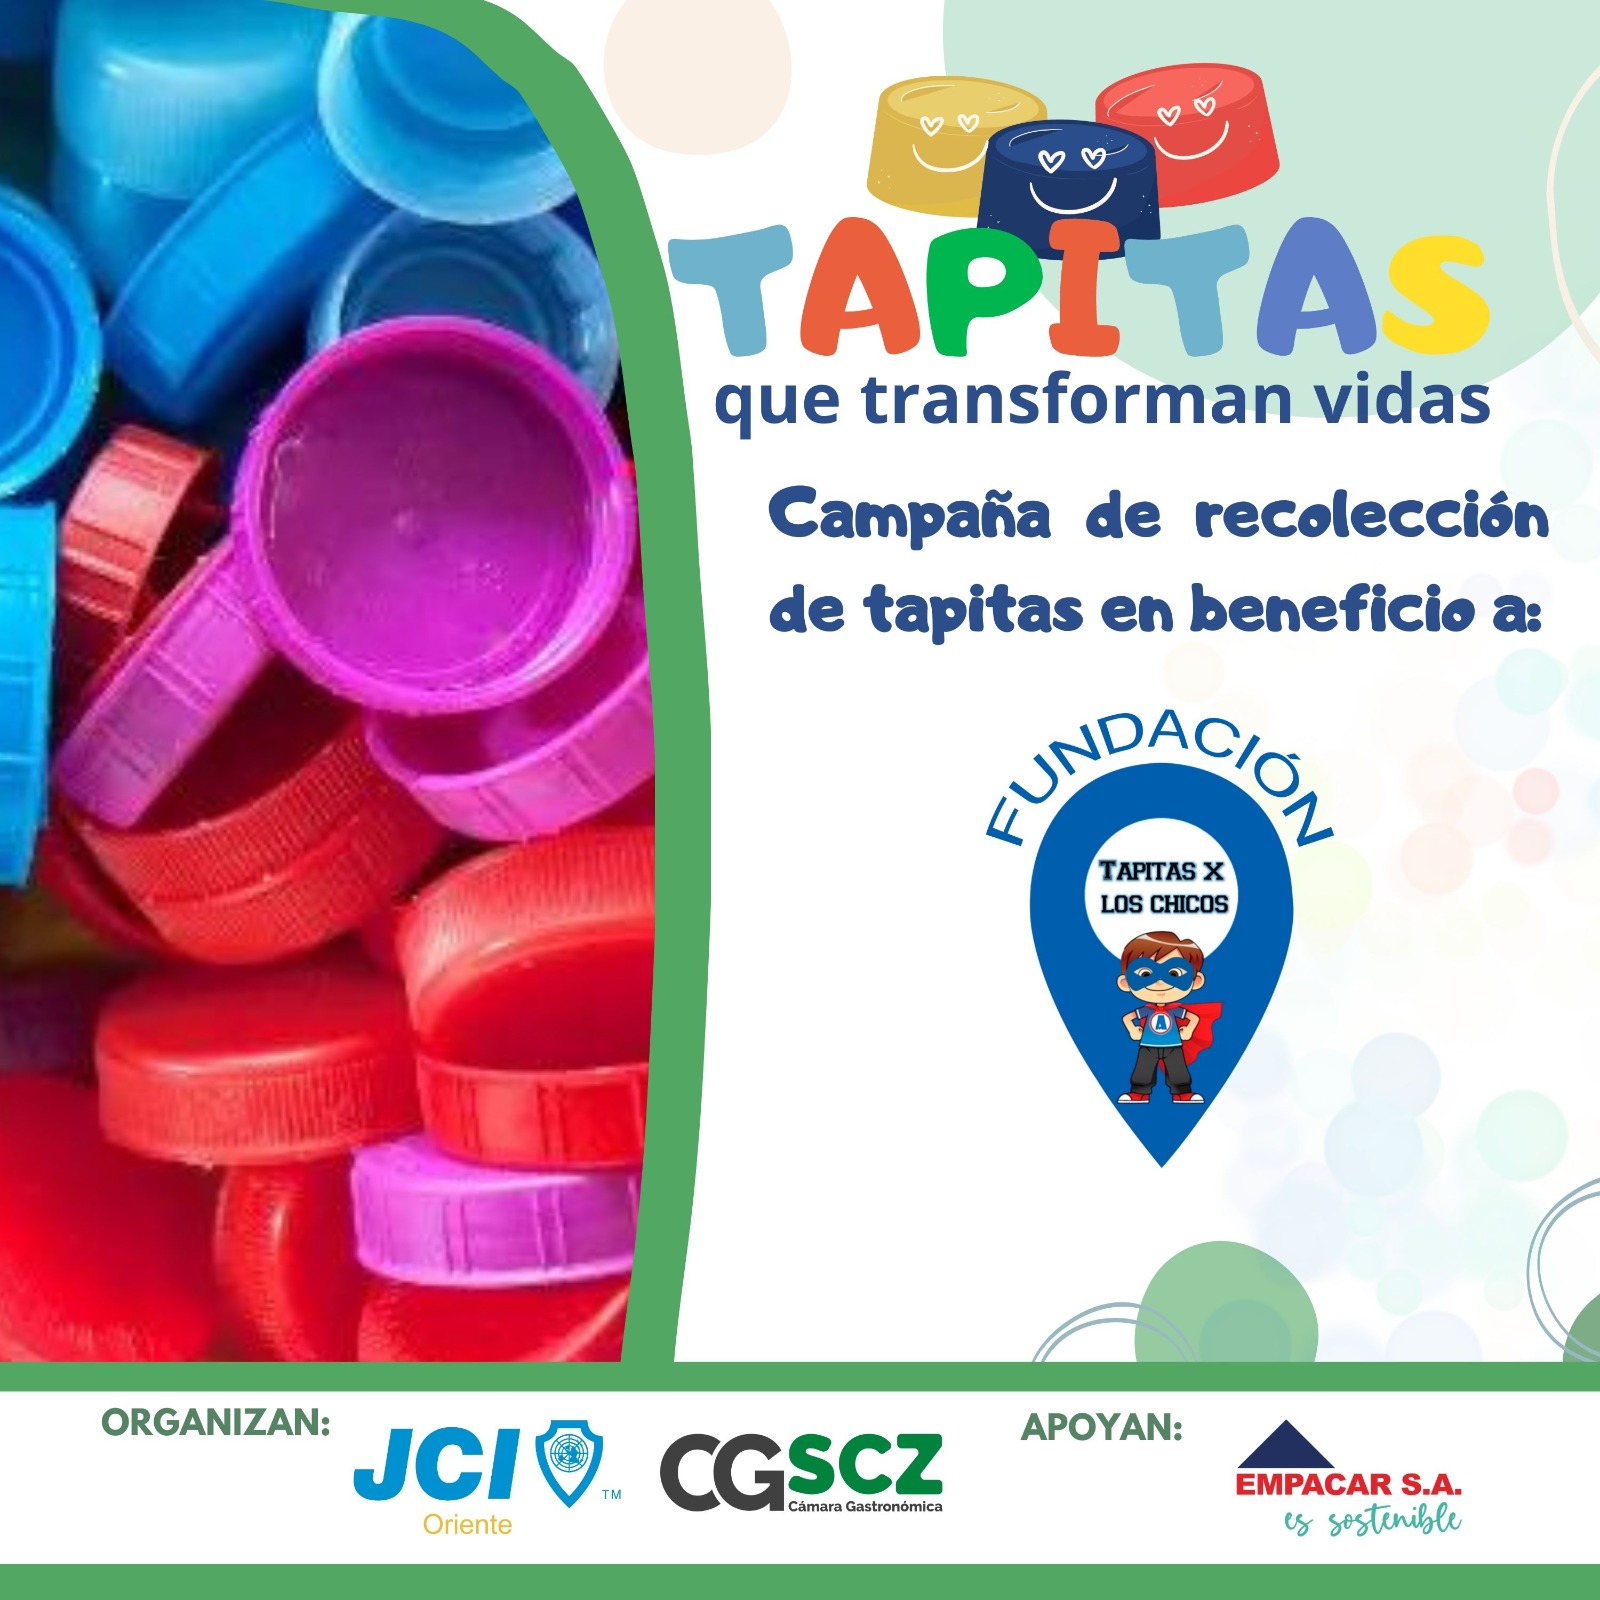 TAPITAS
que transforman vidas
Campaña de recolección
de tapitas en beneficio a:
FUNDACIÓN
TAPITAS X
LOS CHICOS
A
ORGANIZAN:
JCI
TM
Oriente
CGSCZ
Cámara Gastronómica
APOYAN:
EMPACAR S.A.
es sostenible